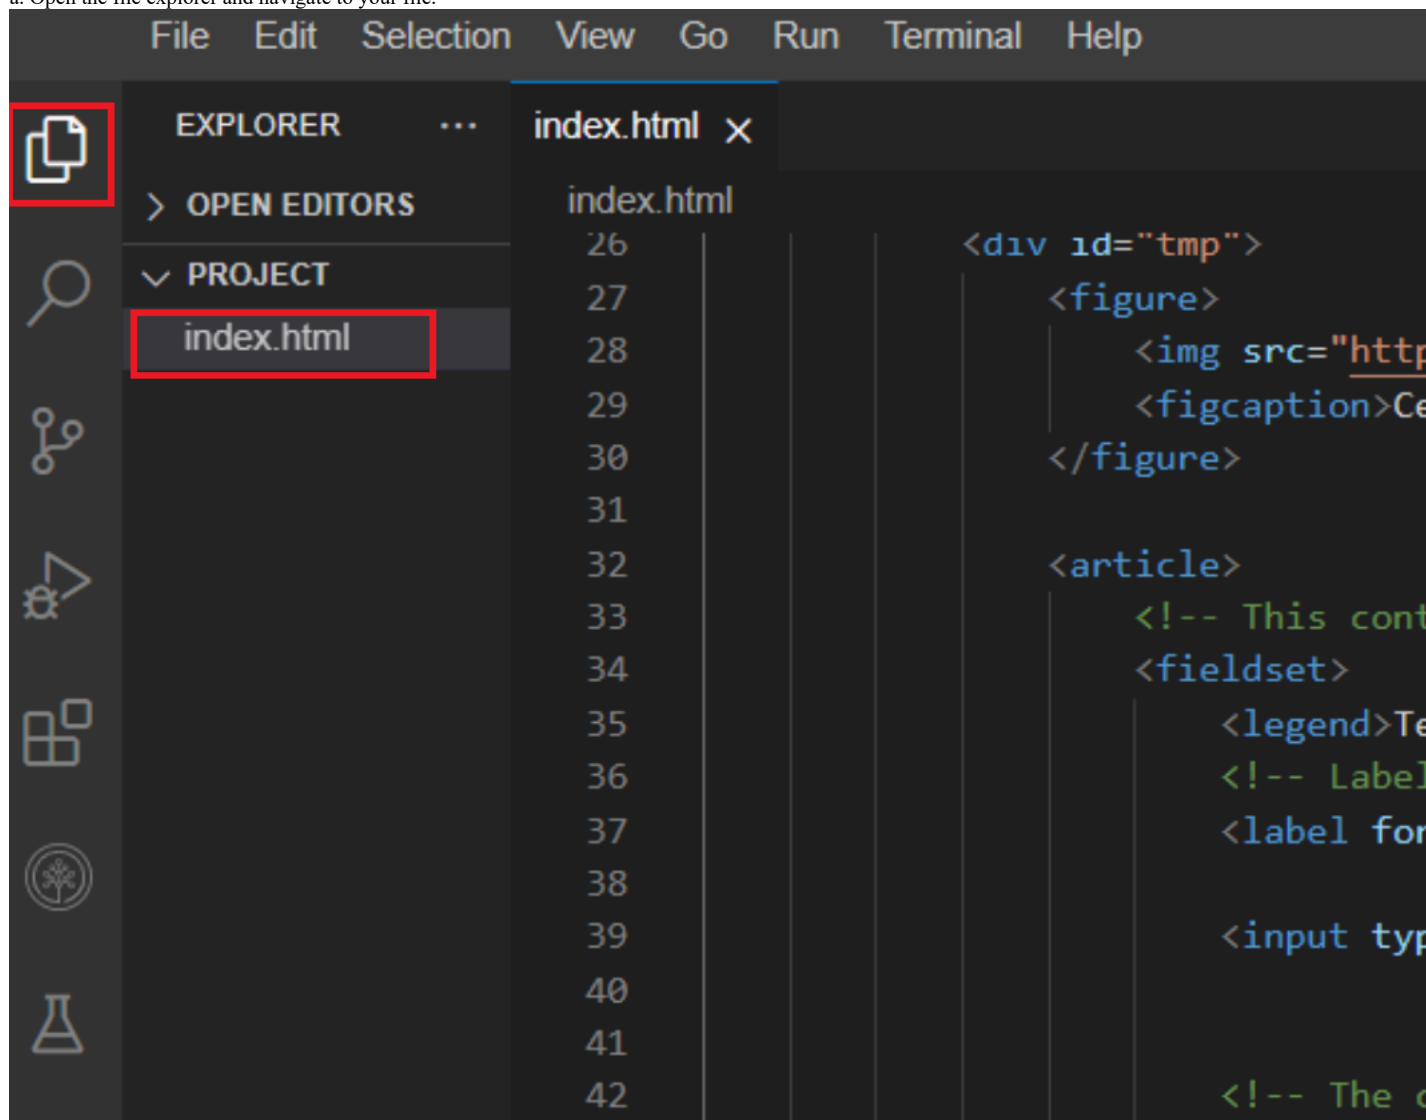 a. Open the file explorer and navigate to your file.
File Edit Selection View Go Run Terminal Help
EXPLORER ···
index.html ×
OPEN EDITORS
index.html
PROJECT
index.html
26 <div id="tmp">
27 <figure>
28 <img src="http
29 <figcaption>Ce
30 </figure>
31
32 <article>
33 <!-- This cont
34 <fieldset>
35 <legend>Te
36 <!-- Label
37 <label for
38
39 <input typ
40
41
42 <!-- The